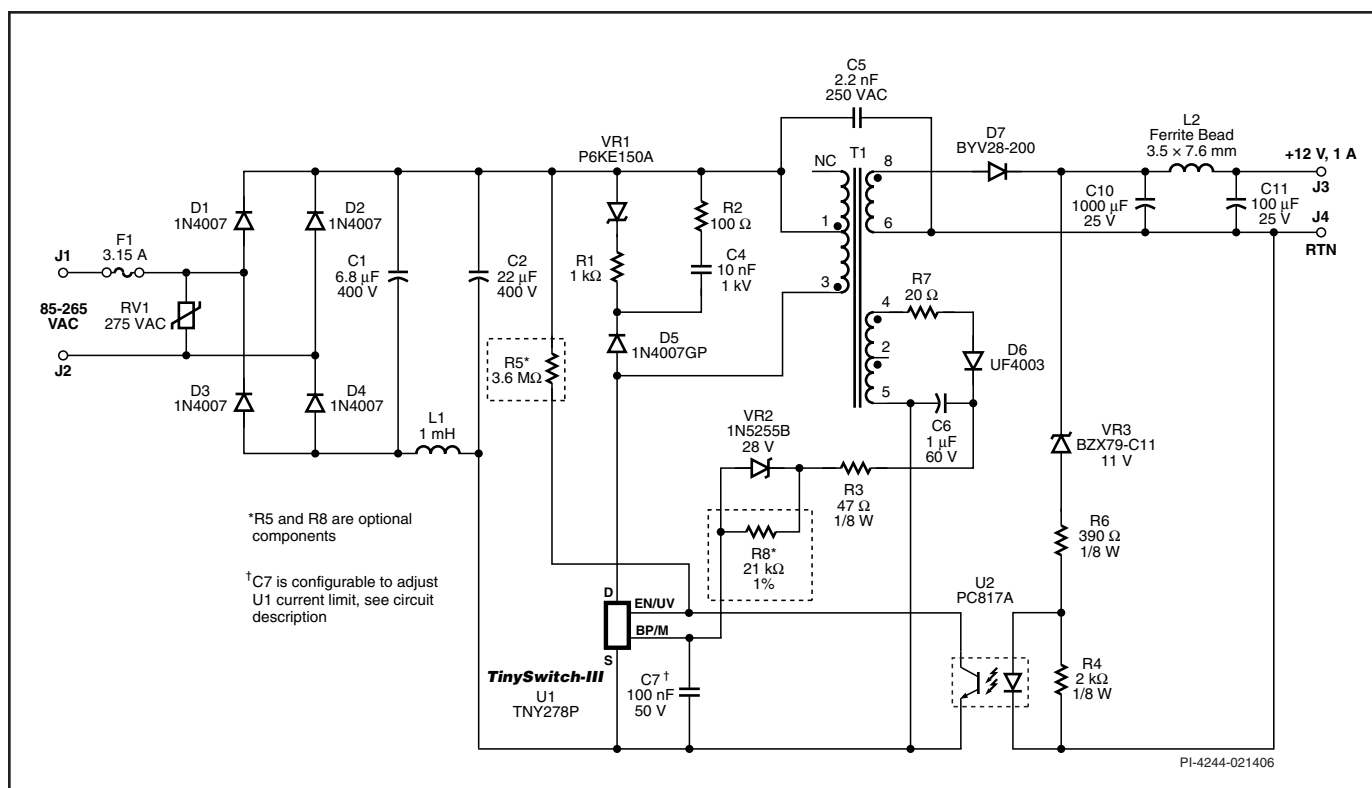 C5
2.2 nF
250 VAC
VR1
P6KE150A
NC
T1
8
D7
BYV28-200
L2
Ferrite Bead
3.5 × 7.6 mm
+12 V, 1 A
J3
D1
1N4007
D2
1N4007
R2
100 Ω
1
6
C10
1000 µF
25 V
C11
100 µF
25 V
J4
RTN
J1
F1
3.15 A
C1
6.8 µF
400 V
C2
22 µF
400 V
R1
1 kΩ
C4
10 nF
1 kV
3
R7
20 Ω
85-265
VAC
RV1
275 VAC
4
J2
D5
1N4007GP
R5*
3.6 MΩ
2
D6
UF4003
D3
1N4007
D4
1N4007
5
L1
1 mH
VR2
1N5255B
28 V
C6
1 µF
60 V
VR3
BZX79-C11
11 V
R3
47 Ω
1/8 W
*R5 and R8 are optional
components
R8*
21 kΩ
1%
R6
390 Ω
1/8 W
†C7 is configurable to adjust
U1 current limit, see circuit
description
D
EN/UV
BP/M
S
U2
PC817A
TinySwitch-III
U1
TNY278P
C7†
100 nF
50 V
R4
2 kΩ
1/8 W
PI-4244-021406